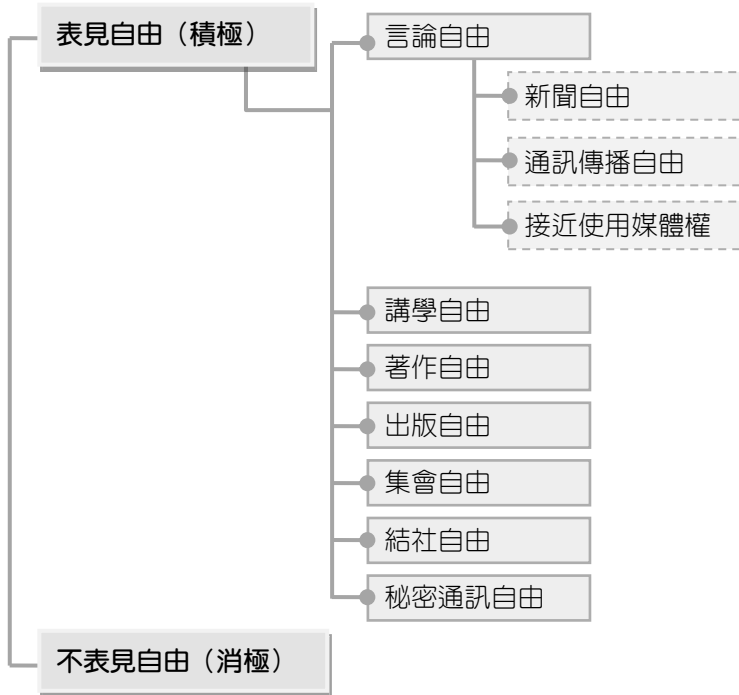 表見自由（積極）
言論自由
新聞自由
通訊傳播自由
接近使用媒體權
講學自由
著作自由
出版自由
集會自由
結社自由
秘密通訊自由
不表見自由（消極）